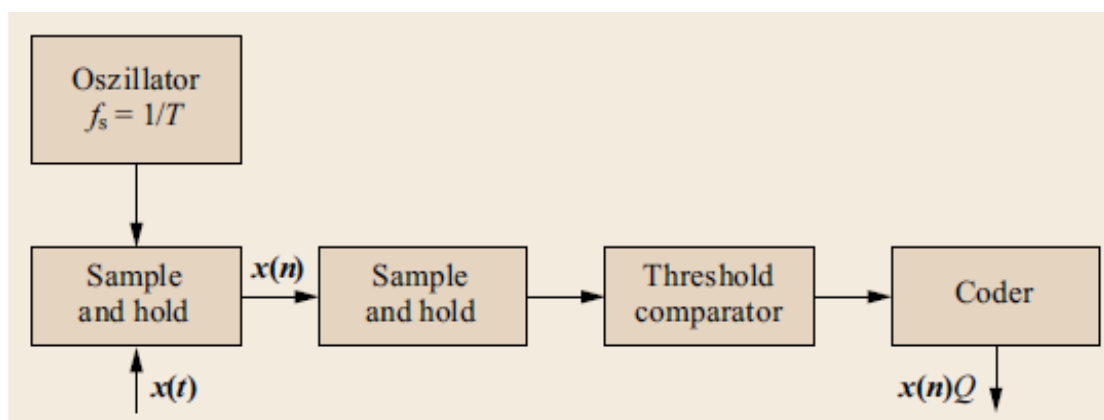 Oszillator
fs = 1/T
Sample
and hold
x(n)
Sample
and hold
Threshold
comparator
Coder
x(t)
x(n)Q